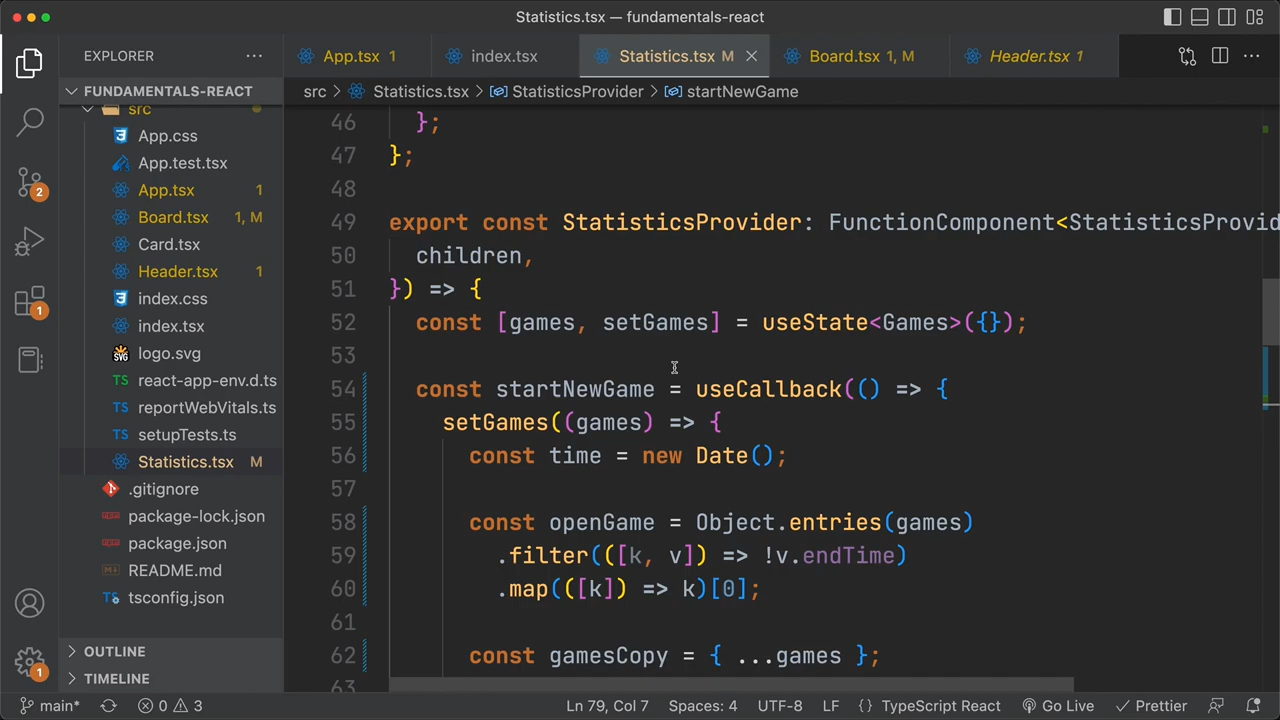 Statistics.tsx — fundamentals-react
EXPLORER
App.tsx 1
index.tsx
Statistics.tsx M
Board.tsx 1, M
Header.tsx 1
FUNDAMENTALS-REACT
src
App.css
App.test.tsx
App.tsx 1
Board.tsx 1, M
Card.tsx
Header.tsx 1
index.css
index.tsx
logo.svg
react-app-env.d.ts
reportWebVitals.ts
setupTests.ts
Statistics.tsx M
.gitignore
package-lock.json
package.json
README.md
tsconfig.json
OUTLINE
TIMELINE
src > Statistics.tsx > StatisticsProvider > startNewGame
46 };
47 };
48
49 export const StatisticsProvider: FunctionComponent<StatisticsProvid
50 children,
51 }) => {
52 const [games, setGames] = useState<Games>({});
53
54 const startNewGame = useCallback(() => {
55 setGames((games) => {
56 const time = new Date();
57
58 const openGame = Object.entries(games)
59 .filter(([k, v]) => !v.endTime)
60 .map(([k]) => k)[0];
61
62 const gamesCopy = { ...games };
63
2
1
1
main*
0 3
Ln 79, Col 7
Spaces: 4
UTF-8
LF
{} TypeScript React
Go Live
Prettier